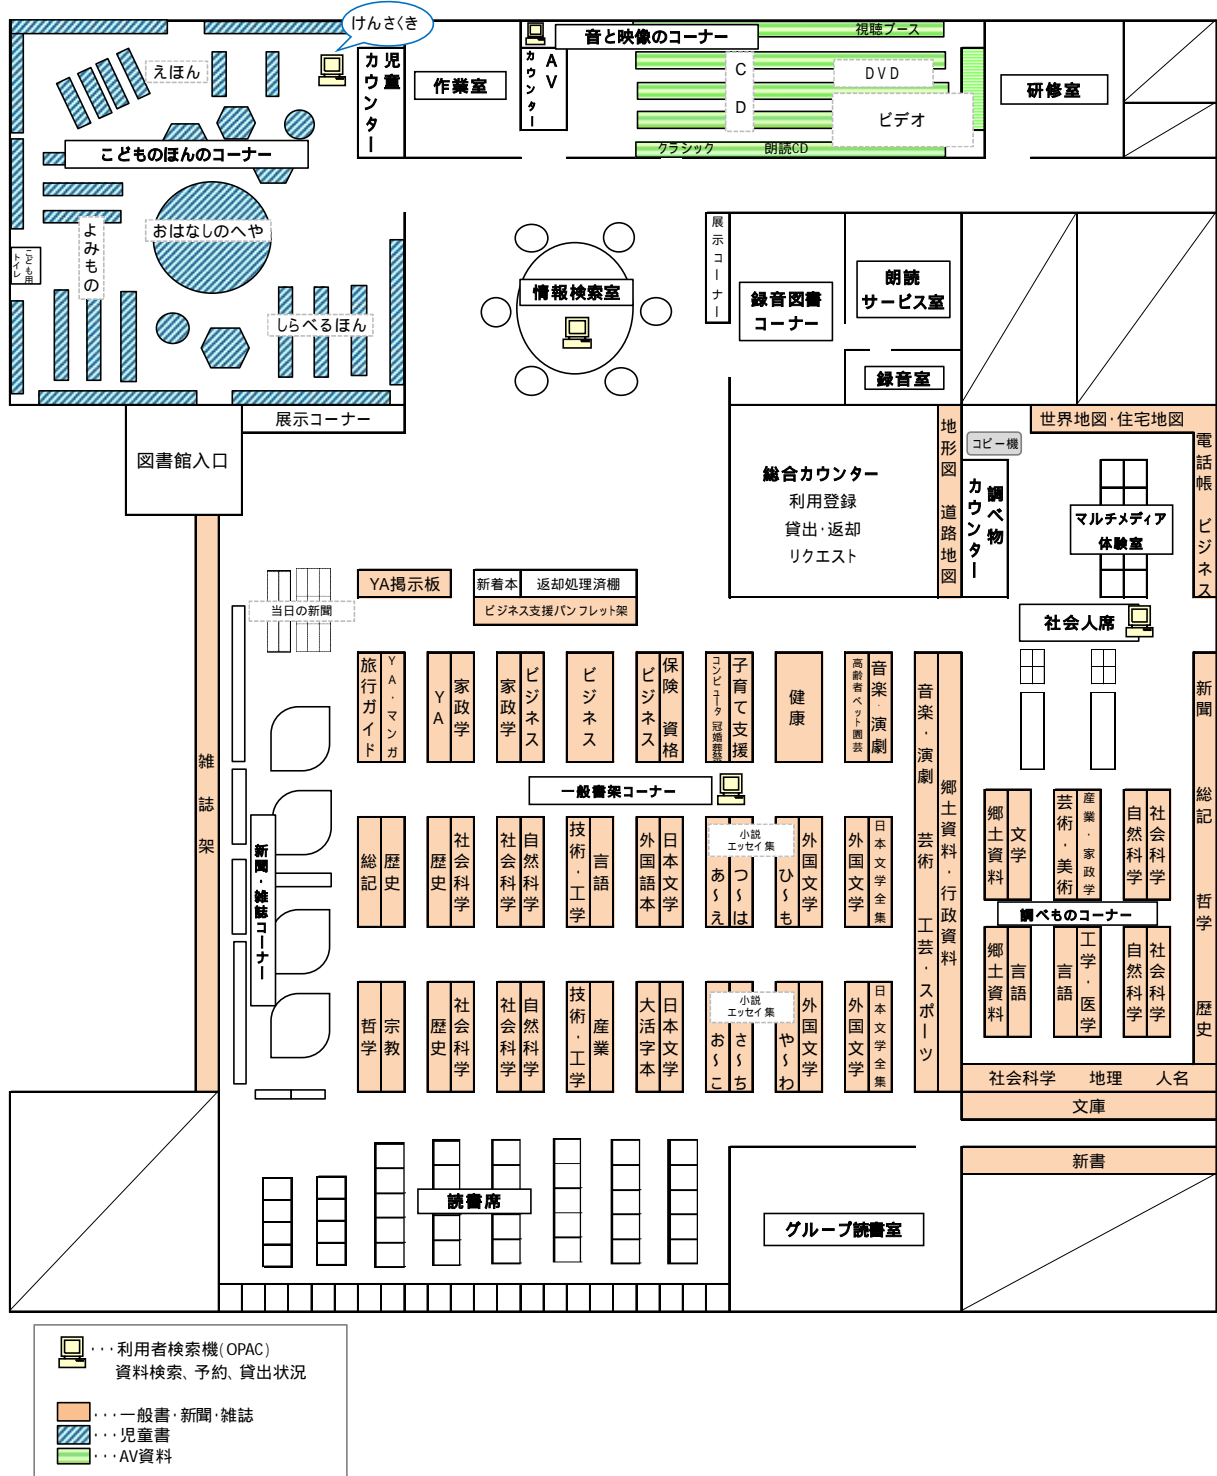 けんさくき
えほん
児童
カウンター
こどものほんのコーナー
おはなしのへや
よみもの
こども用
トイレ
しらべるほん
展示コーナー
図書館入口
作業室
AV
カウンター
音と映像のコーナー
視聴ブース
CD
DVD
ビデオ
クラシック
朗読CD
研修室
情報検索室
展示コーナー
録音図書
コーナー
朗読
サービス室
録音室
総合カウンター
利用登録
貸出・返却
リクエスト
地形図 道路地図
コピー機
調べ物
カウンター
世界地図・住宅地図
電話帳 ビジネス
マルチメディア
体験室
社会人席
当日の新聞
YA掲示板
新着本
返却処理済棚
ビジネス支援パンフレット架
雑誌架
新聞・雑誌コーナー
旅行ガイド
YA・マンガ
YA
家政学
家政学
ビジネス
ビジネス
ビジネス
保険 資格
コンピュータ 冠婚葬祭
子育て支援
健康
高齢者 ペット 園芸
音楽・演劇
一般書架コーナー
総記
歴史
歴史
社会科学
社会科学
自然科学
技術・工学
言語
外国語本
日本文学
小説
エッセイ集
あ～え
つ～は
ひ～も
外国文学
外国文学
日本文学全集
哲学
宗教
歴史
社会科学
社会科学
自然科学
技術・工学
産業
大活字本
日本文学
小説
エッセイ集
お～こ
さ～ち
や～わ
外国文学
外国文学
日本文学全集
音楽・演劇 芸術 工芸・スポーツ
郷土資料・行政資料
郷土資料
文学
芸術・美術
産業・家政学
自然科学
社会科学
調べものコーナー
郷土資料
言語
言語
工学・医学
自然科学
社会科学
新聞 総記 哲学 歴史
社会科学 地理 人名
文庫
新書
読書席
グループ読書室
・・・利用者検索機(OPAC)
資料検索、予約、貸出状況
・・・一般書・新聞・雑誌
・・・児童書
・・・AV資料